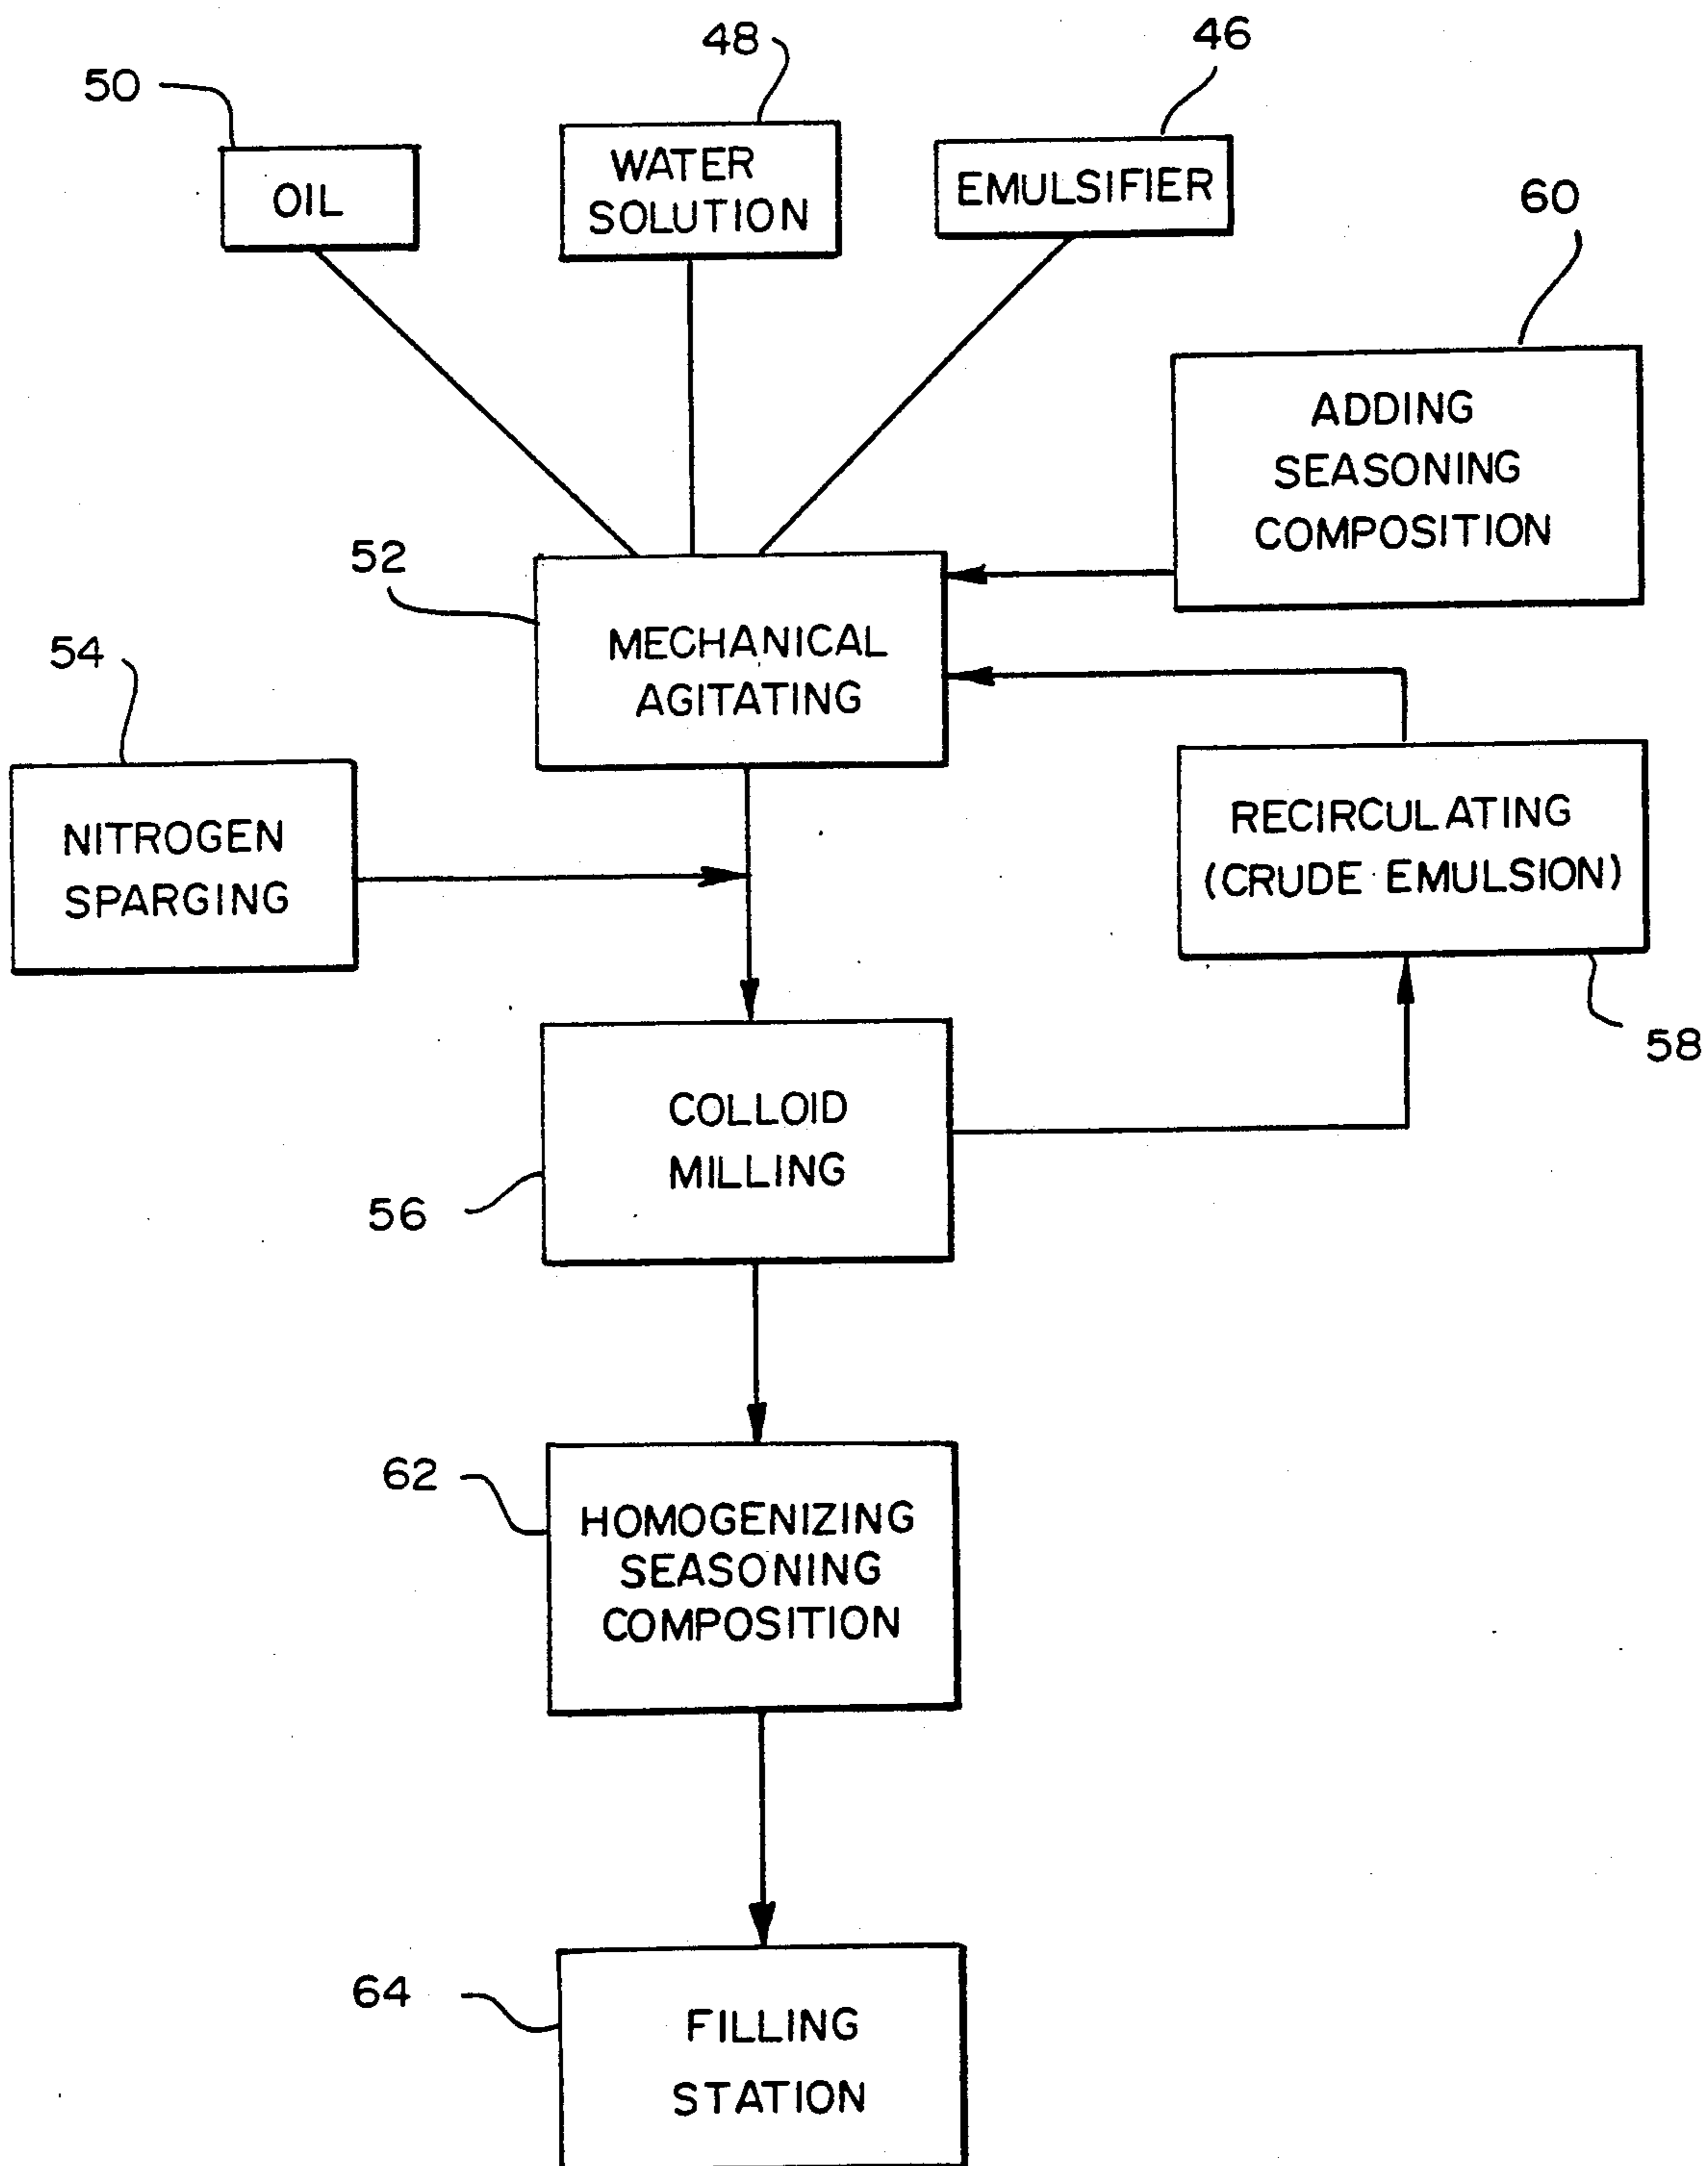 48
46
50
OIL
WATER
SOLUTION
EMULSIFIER
60
ADDING
SEASONING
COMPOSITION
52
MECHANICAL
AGITATING
54
NITROGEN
SPARGING
RECIRCULATING
(CRUDE EMULSION)
58
COLLOID
MILLING
56
62
HOMOGENIZING
SEASONING
COMPOSITION
64
FILLING
STATION